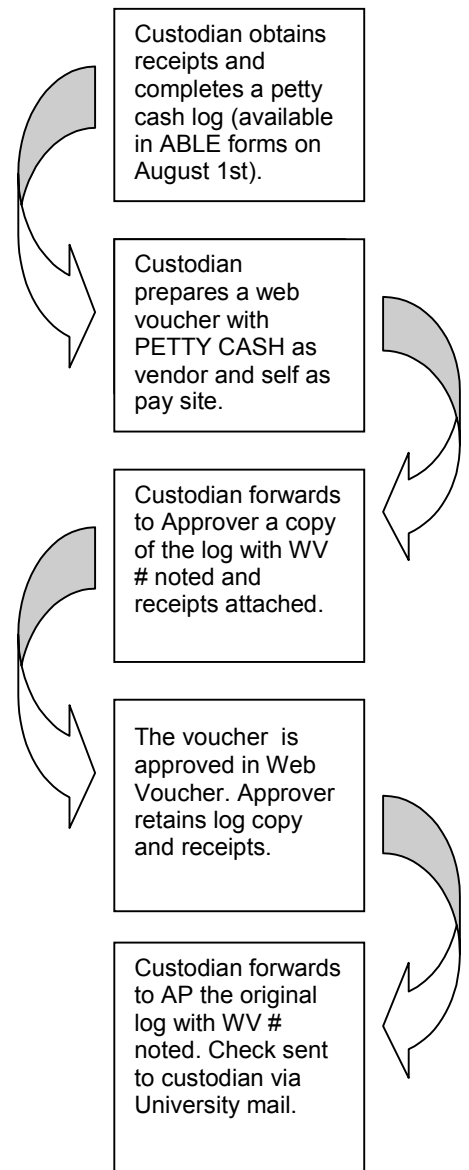 Custodian obtains
receipts and
completes a petty
cash log (available
in ABLE forms on
August 1st).
Custodian
prepares a web
voucher with
PETTY CASH as
vendor and self as
pay site.
Custodian forwards
to Approver a copy
of the log with WV
# noted and
receipts attached.
The voucher is
approved in Web
Voucher. Approver
retains log copy
and receipts.
Custodian forwards
to AP the original
log with WV #
noted. Check sent
to custodian via
University mail.